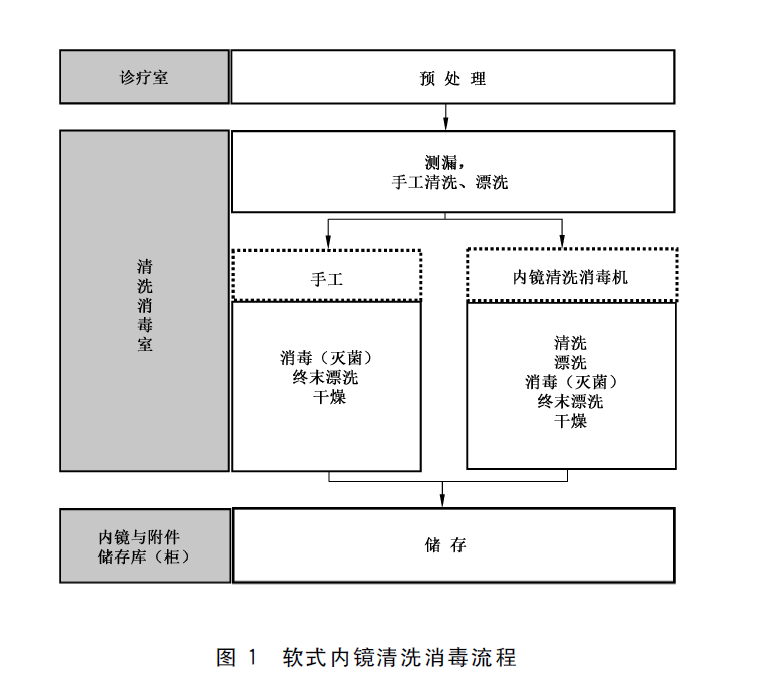 诊疗室
预 处 理
测漏，
手工清洗、漂洗
清
洗
消
毒
室
手工
消毒（灭菌）
终末漂洗
干燥
内镜清洗消毒机
清洗
漂洗
消毒（灭菌）
终末漂洗
干燥
内镜与附件
储存库（柜）
储 存
图 1 软式内镜清洗消毒流程